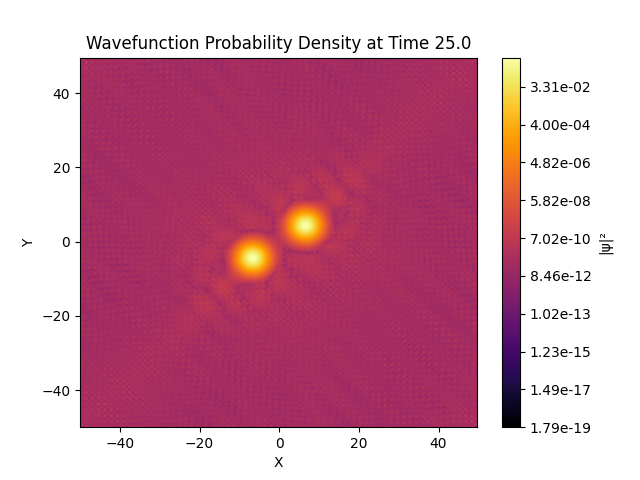 Wavefunction Probability Density at Time 25.0
Y
40
20
0
−20
−40
−40 −20 0 20 40
X
3.31e-02
4.00e-04
4.82e-06
5.82e-08
7.02e-10
8.46e-12
1.02e-13
1.23e-15
1.49e-17
1.79e-19
|ψ|²